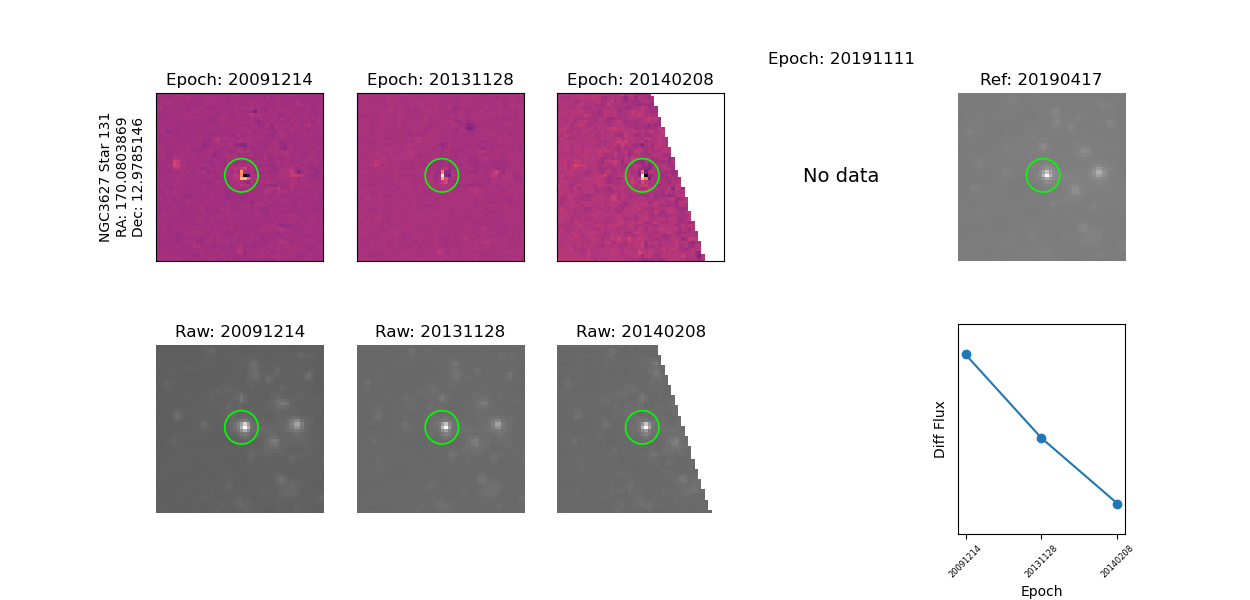 NGC3627 Star 131
RA: 170.0803869
Dec: 12.9785146
Epoch: 20091214
Epoch: 20131128
Epoch: 20140208
Epoch: 20191111
No data
Ref: 20190417
Raw: 20091214
Raw: 20131128
Raw: 20140208
Diff Flux
20091214
20131128
20140208
Epoch